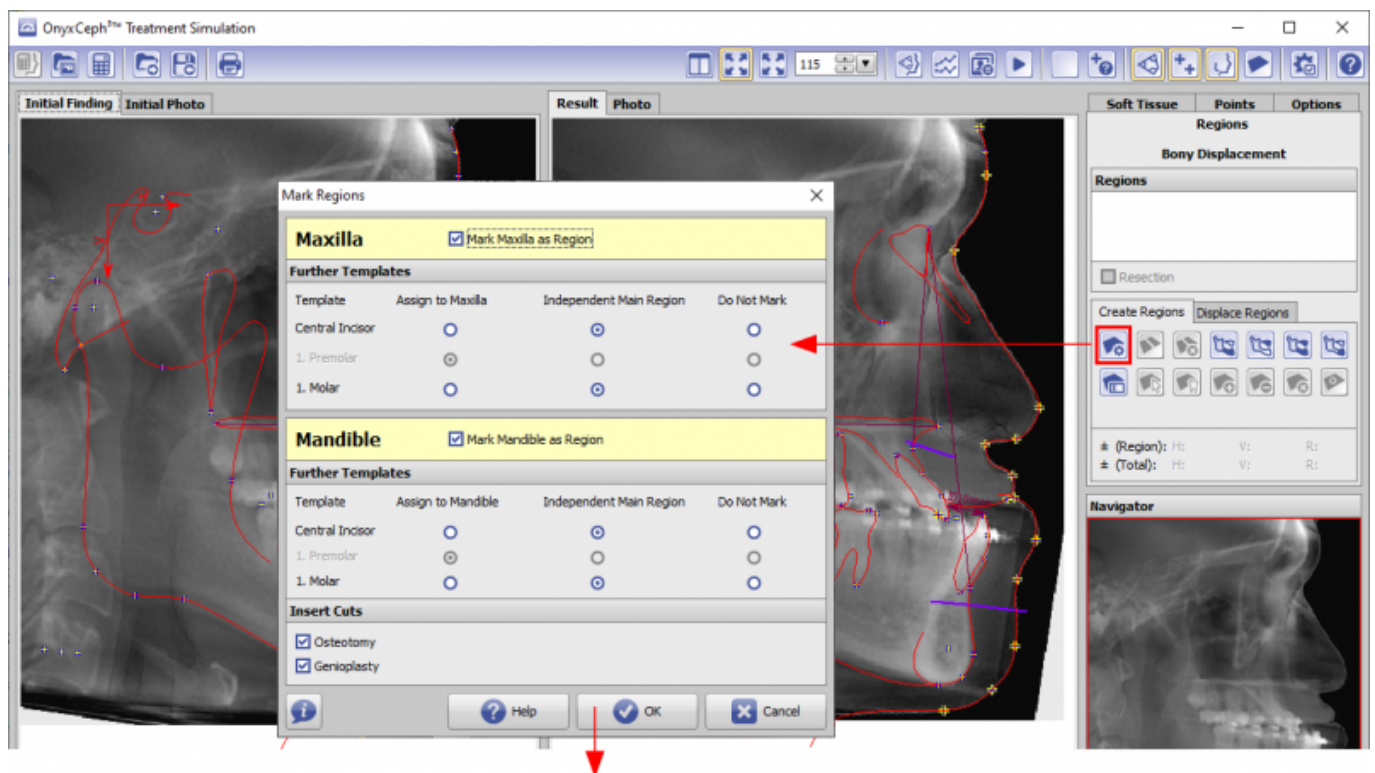 OnyxCeph³™ Treatment Simulation
115
Initial Finding Initial Photo
Result Photo
Soft Tissue Points Options
Regions
Bony Displacement
Regions
Resection
Create Regions Displace Regions
± (Region): H: V: R:
± (Total): H: V: R:
Navigator
Mark Regions
Maxilla Mark Maxilla as Region
Further Templates
Template Assign to Maxilla Independent Main Region Do Not Mark
Central Incisor
1. Premolar
1. Molar
Mandible Mark Mandible as Region
Further Templates
Template Assign to Mandible Independent Main Region Do Not Mark
Central Incisor
1. Premolar
1. Molar
Insert Cuts
Osteotomy
Genioplasty
Help OK Cancel